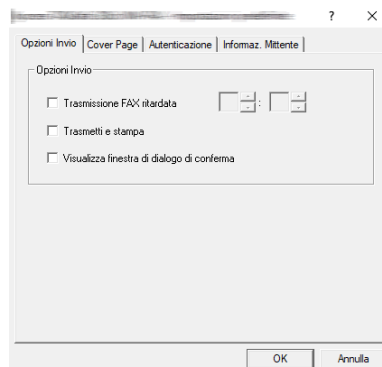 ?
Opzioni Invio Cover Page Autenticazione Informaz. Mittente
Opzioni Invio
Trasmissione FAX ritardata :
Trasmetti e stampa
Visualizza finestra di dialogo di conferma
OK Annulla